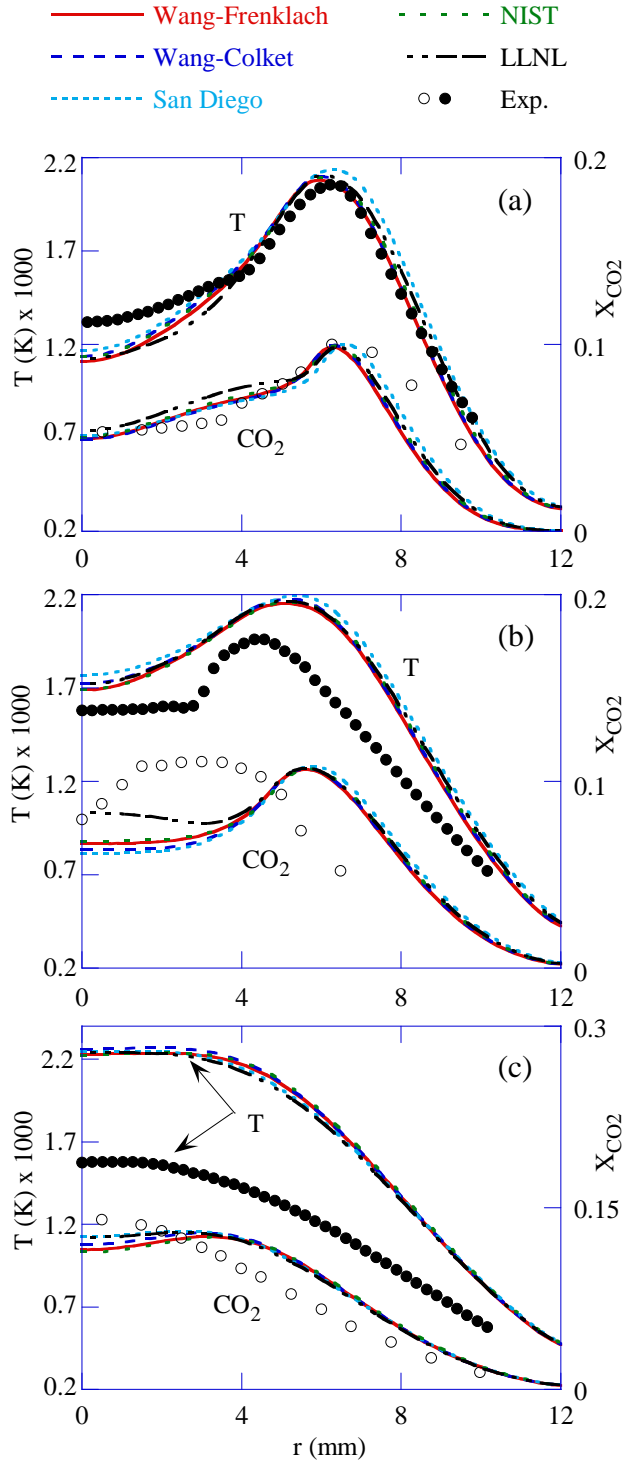 Wang-Frenklach
NIST
Wang-Colket
LLNL
San Diego
Exp.
2.2
0.2
(a)
T
1.7
T (K) x 1000
X_CO2
1.2
0.1
0.7
CO2
0.2
0
0
4
8
12
2.2
0.2
(b)
T
1.7
T (K) x 1000
X_CO2
1.2
0.1
0.7
CO2
0.2
0
0
4
8
12
0.3
2.2
(c)
T
1.7
T (K) x 1000
X_CO2
0.15
1.2
CO2
0.7
0.2
0
0
4
8
12
r (mm)